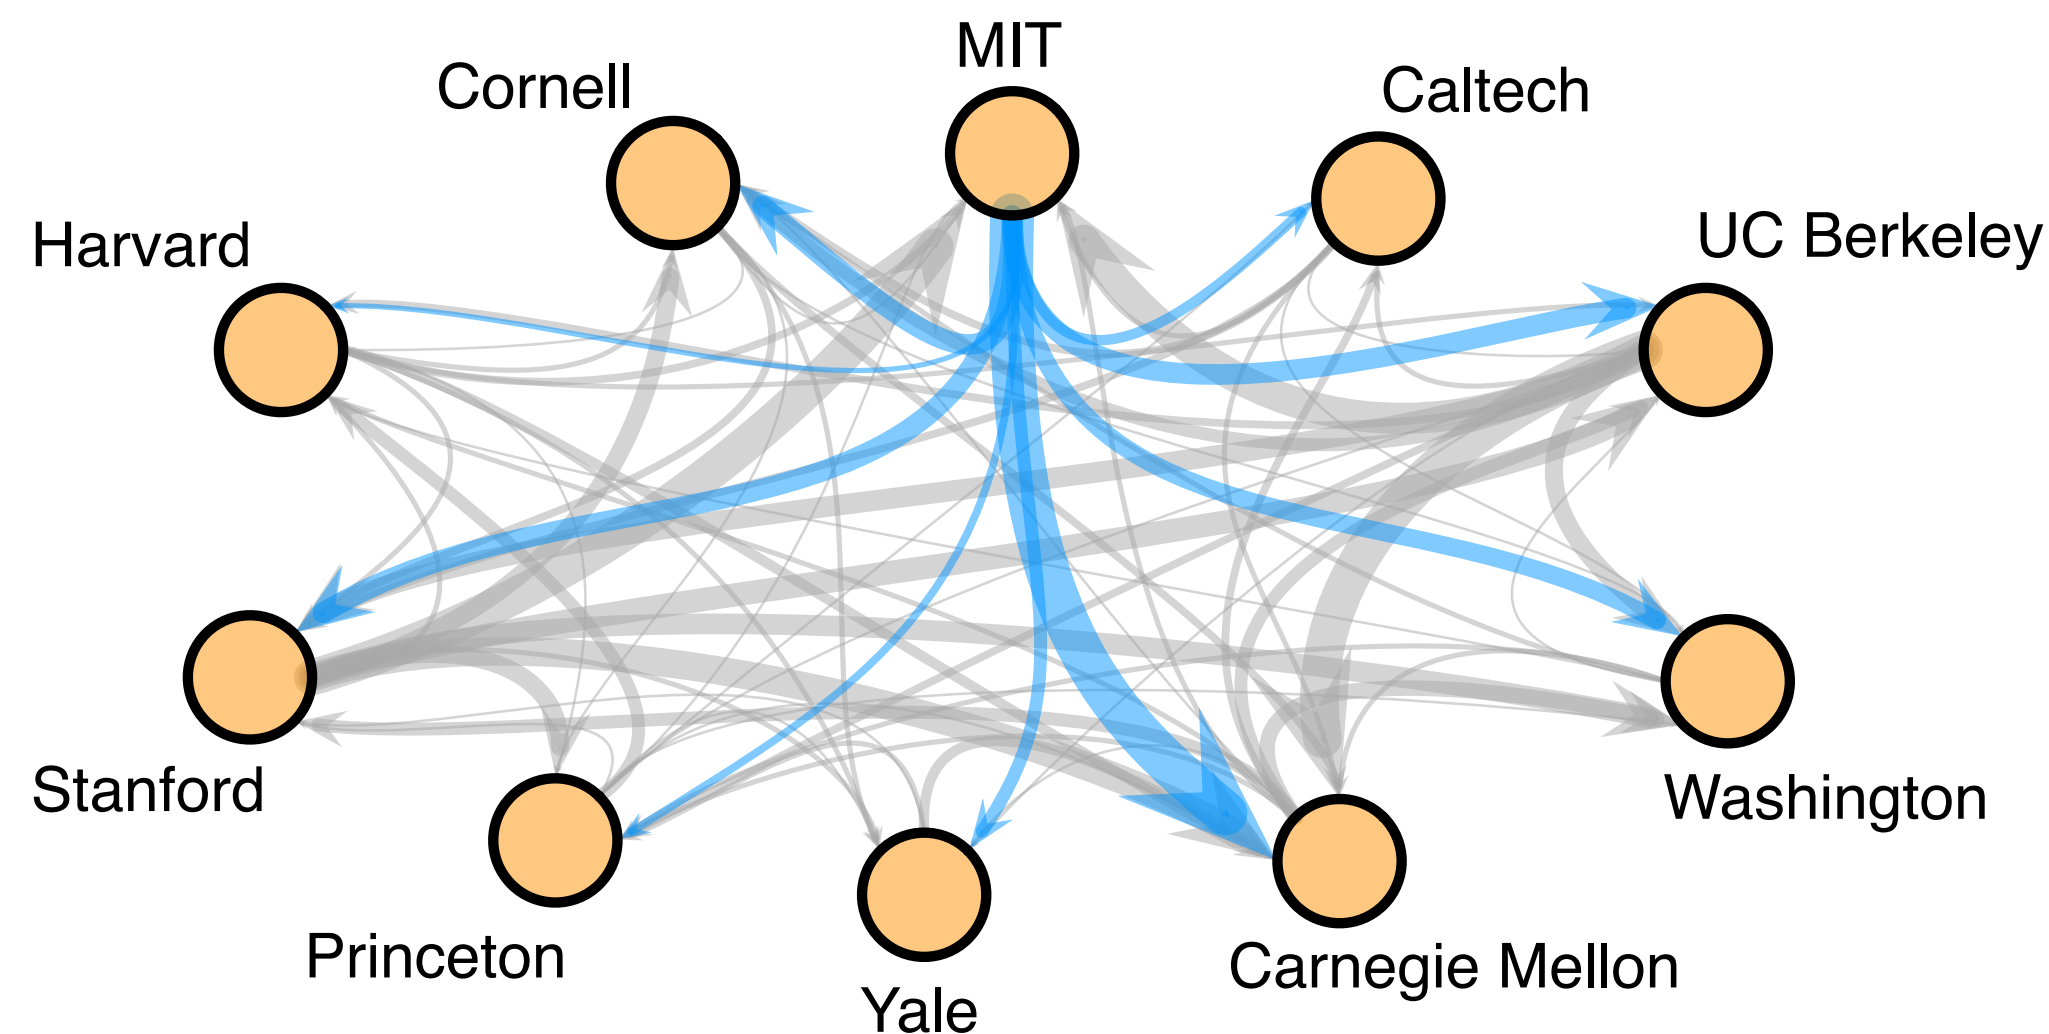 MIT
Cornell
Caltech
UC Berkeley
Harvard
Stanford
Washington
Princeton
Carnegie Mellon
Yale